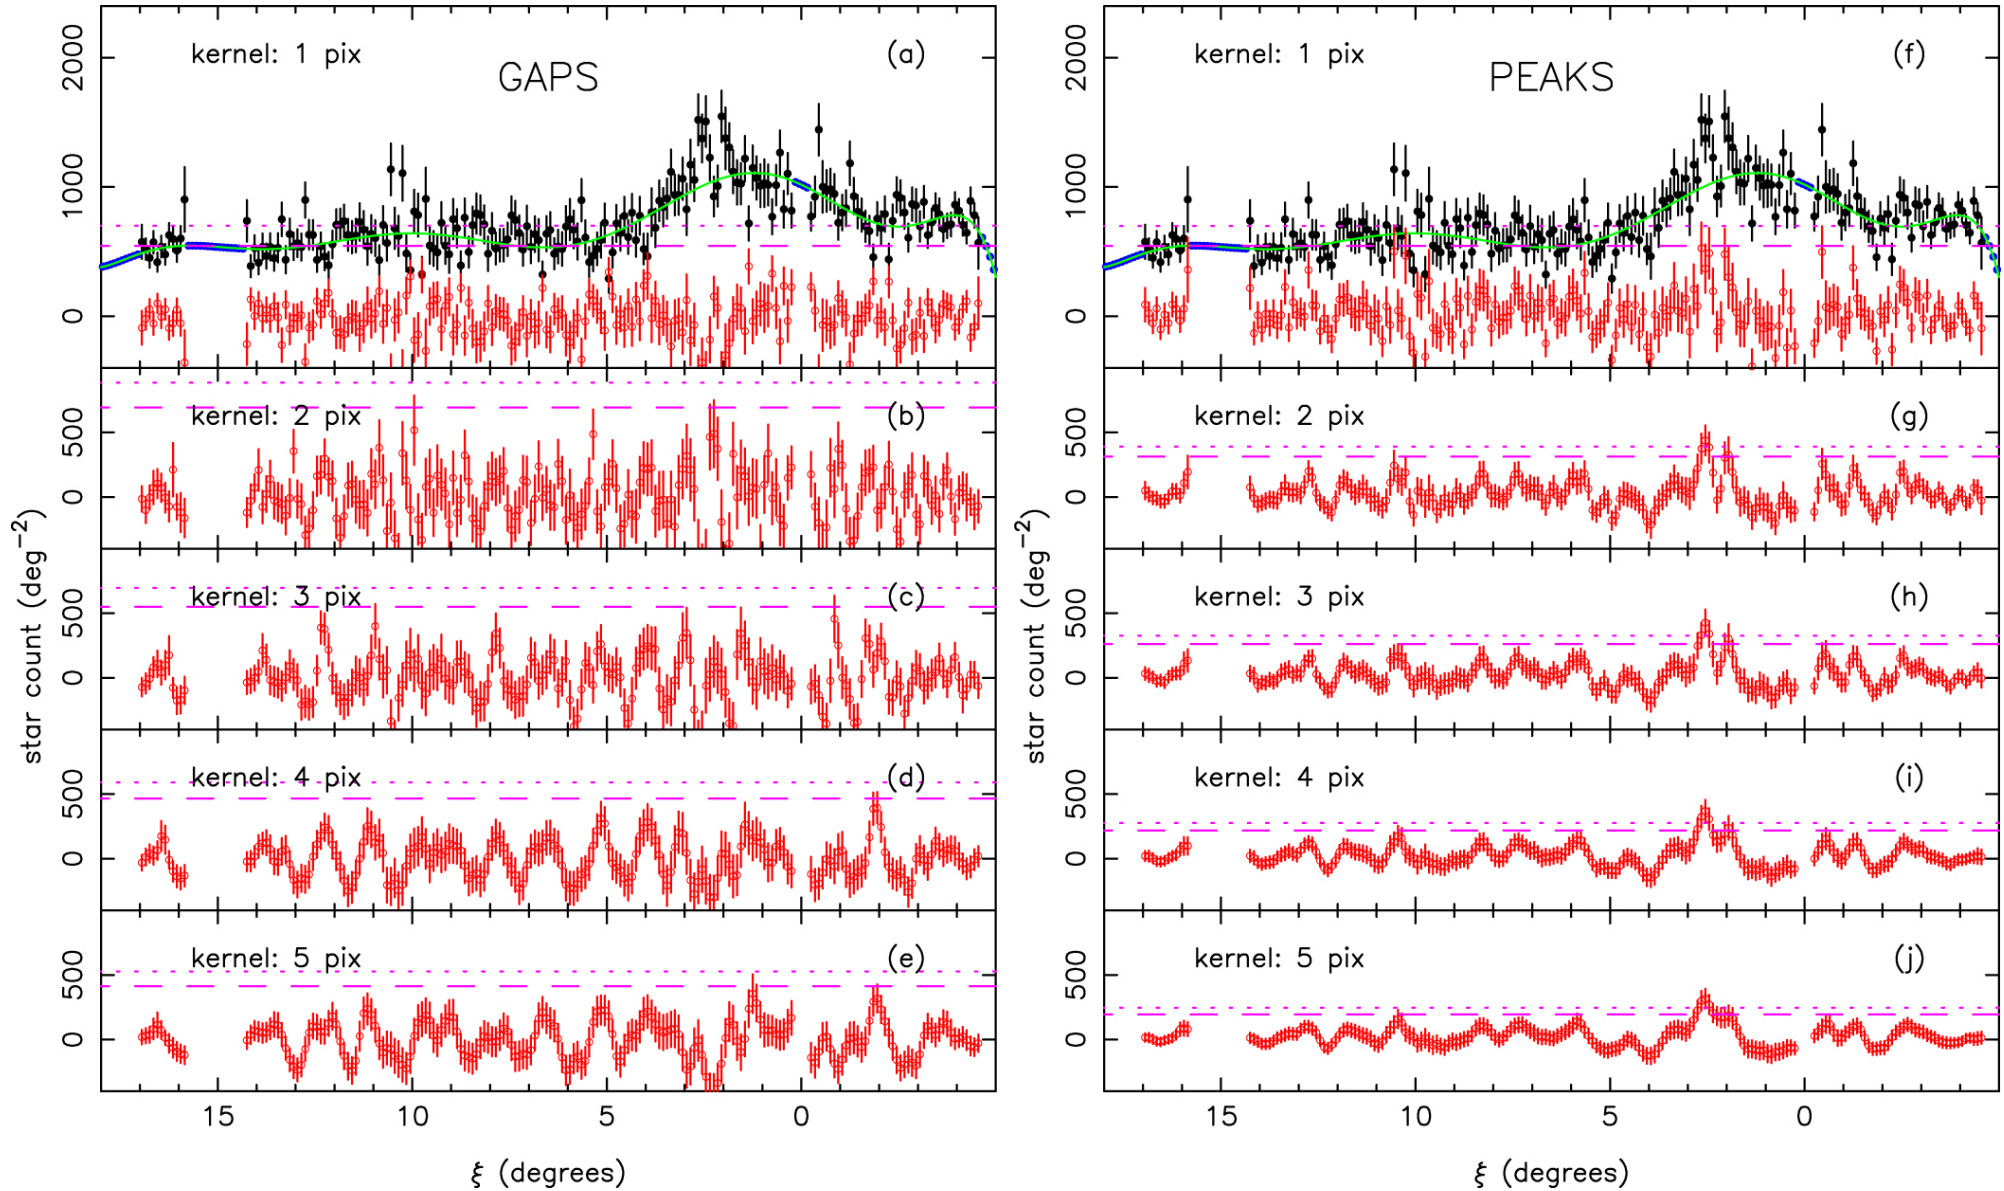 kernel: 1 pix
(a)
GAPS
2000
1000
0
kernel: 2 pix
(b)
500
0
kernel: 3 pix
(c)
500
0
kernel: 4 pix
(d)
500
0
kernel: 5 pix
(e)
500
0
15 10 5 0
star count (deg⁻²)
ξ (degrees)
kernel: 1 pix
(f)
PEAKS
2000
1000
0
kernel: 2 pix
(g)
500
0
kernel: 3 pix
(h)
500
0
kernel: 4 pix
(i)
500
0
kernel: 5 pix
(j)
500
0
15 10 5 0
star count (deg⁻²)
ξ (degrees)